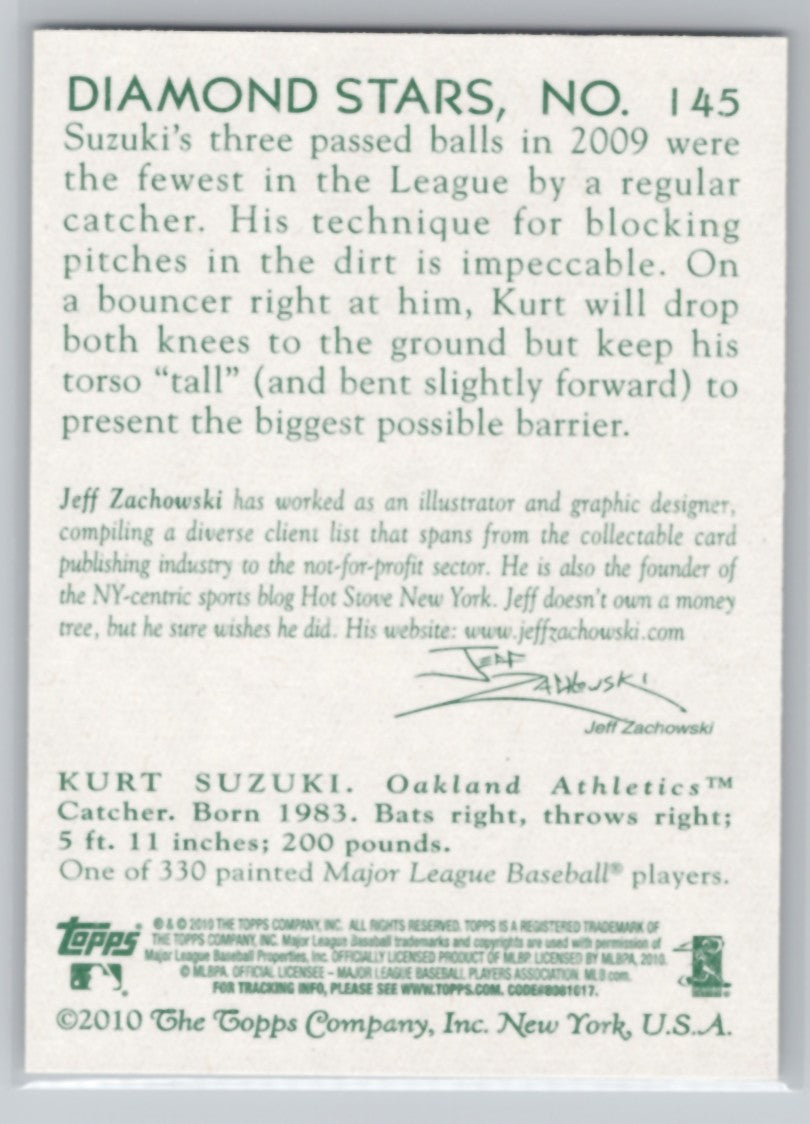 DIAMOND STARS, NO. 145
Suzuki's three passed balls in 2009 were
the fewest in the League by a regular
catcher. His technique for blocking
pitches in the dirt is impeccable. On
a bouncer right at him, Kurt will drop
both knees to the ground but keep his
torso “tall” (and bent slightly forward) to
present the biggest possible barrier.
Jeff Zachowski has worked as an illustrator and graphic designer,
compiling a diverse client list that spans from the collectable card
publishing industry to the not-for-profit sector. He is also the founder of
the NY-centric sports blog Hot Stove New York. Jeff doesn't own a money
tree, but he sure wishes he did. His website: www.jeffzachowski.com
JEFF
ZACHOWSKI
Jeff Zachowski
KURT SUZUKI. Oakland Athletics™
Catcher. Born 1983. Bats right, throws right;
5 ft. 11 inches; 200 pounds.
One of 330 painted Major League Baseball® players.
topps
© & © 2010 THE TOPPS COMPANY, INC. ALL RIGHTS RESERVED. TOPPS IS A REGISTERED TRADEMARK OF
THE TOPPS COMPANY, INC. Major League Baseball trademarks and copyrights are used with permission of
Major League Baseball Properties, Inc. OFFICIALLY LICENSED PRODUCT OF MLBP. LICENSED BY MLBPA, 2010.
© MLBPA. OFFICIAL LICENSEE – MAJOR LEAGUE BASEBALL PLAYERS ASSOCIATION. MLB.com.
FOR TRACKING INFO, PLEASE SEE WWW.TOPPS.COM. CODE#8081617.
©2010 The Topps Company, Inc. New York, U.S.A.